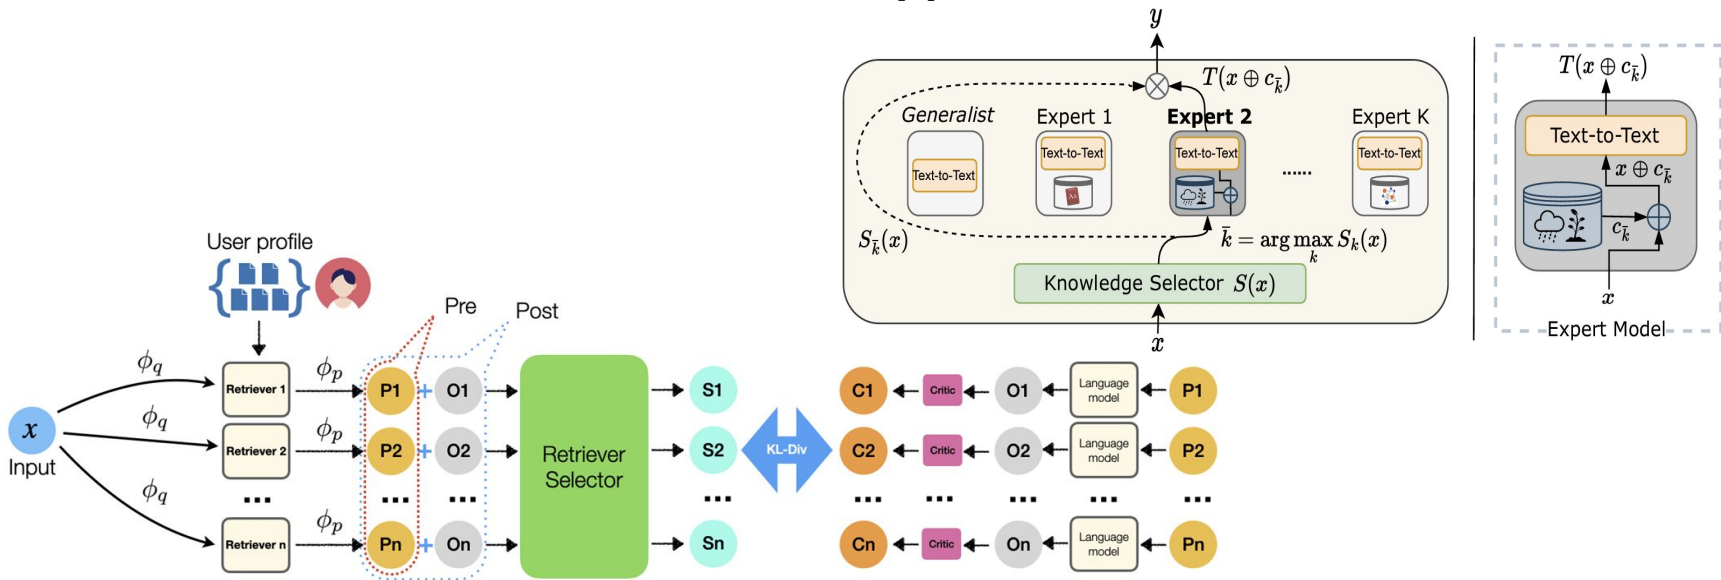 y
T(x ⊕ c_k̄)
Generalist
Expert 1
Expert 2
Expert K
Text-to-Text
Text-to-Text
Text-to-Text
Text-to-Text
......
S_k̄(x)
k̄ = arg max S_k(x)
k
Knowledge Selector S(x)
x
T(x ⊕ c_k̄)
Text-to-Text
x ⊕ c_k̄
c_k̄
x
Expert Model
User profile
Pre
Post
x
Input
ϕ_q
ϕ_q
ϕ_q
Retriever 1
Retriever 2
...
Retriever n
ϕ_p
ϕ_p
ϕ_p
P1 + O1
P2 + O2
... ...
Pn + On
Retriever
Selector
S1
S2
...
Sn
KL-Div
C1 Critic O1 Language model P1
C2 Critic O2 Language model P2
... ... ... ... ...
Cn Critic On Language model Pn